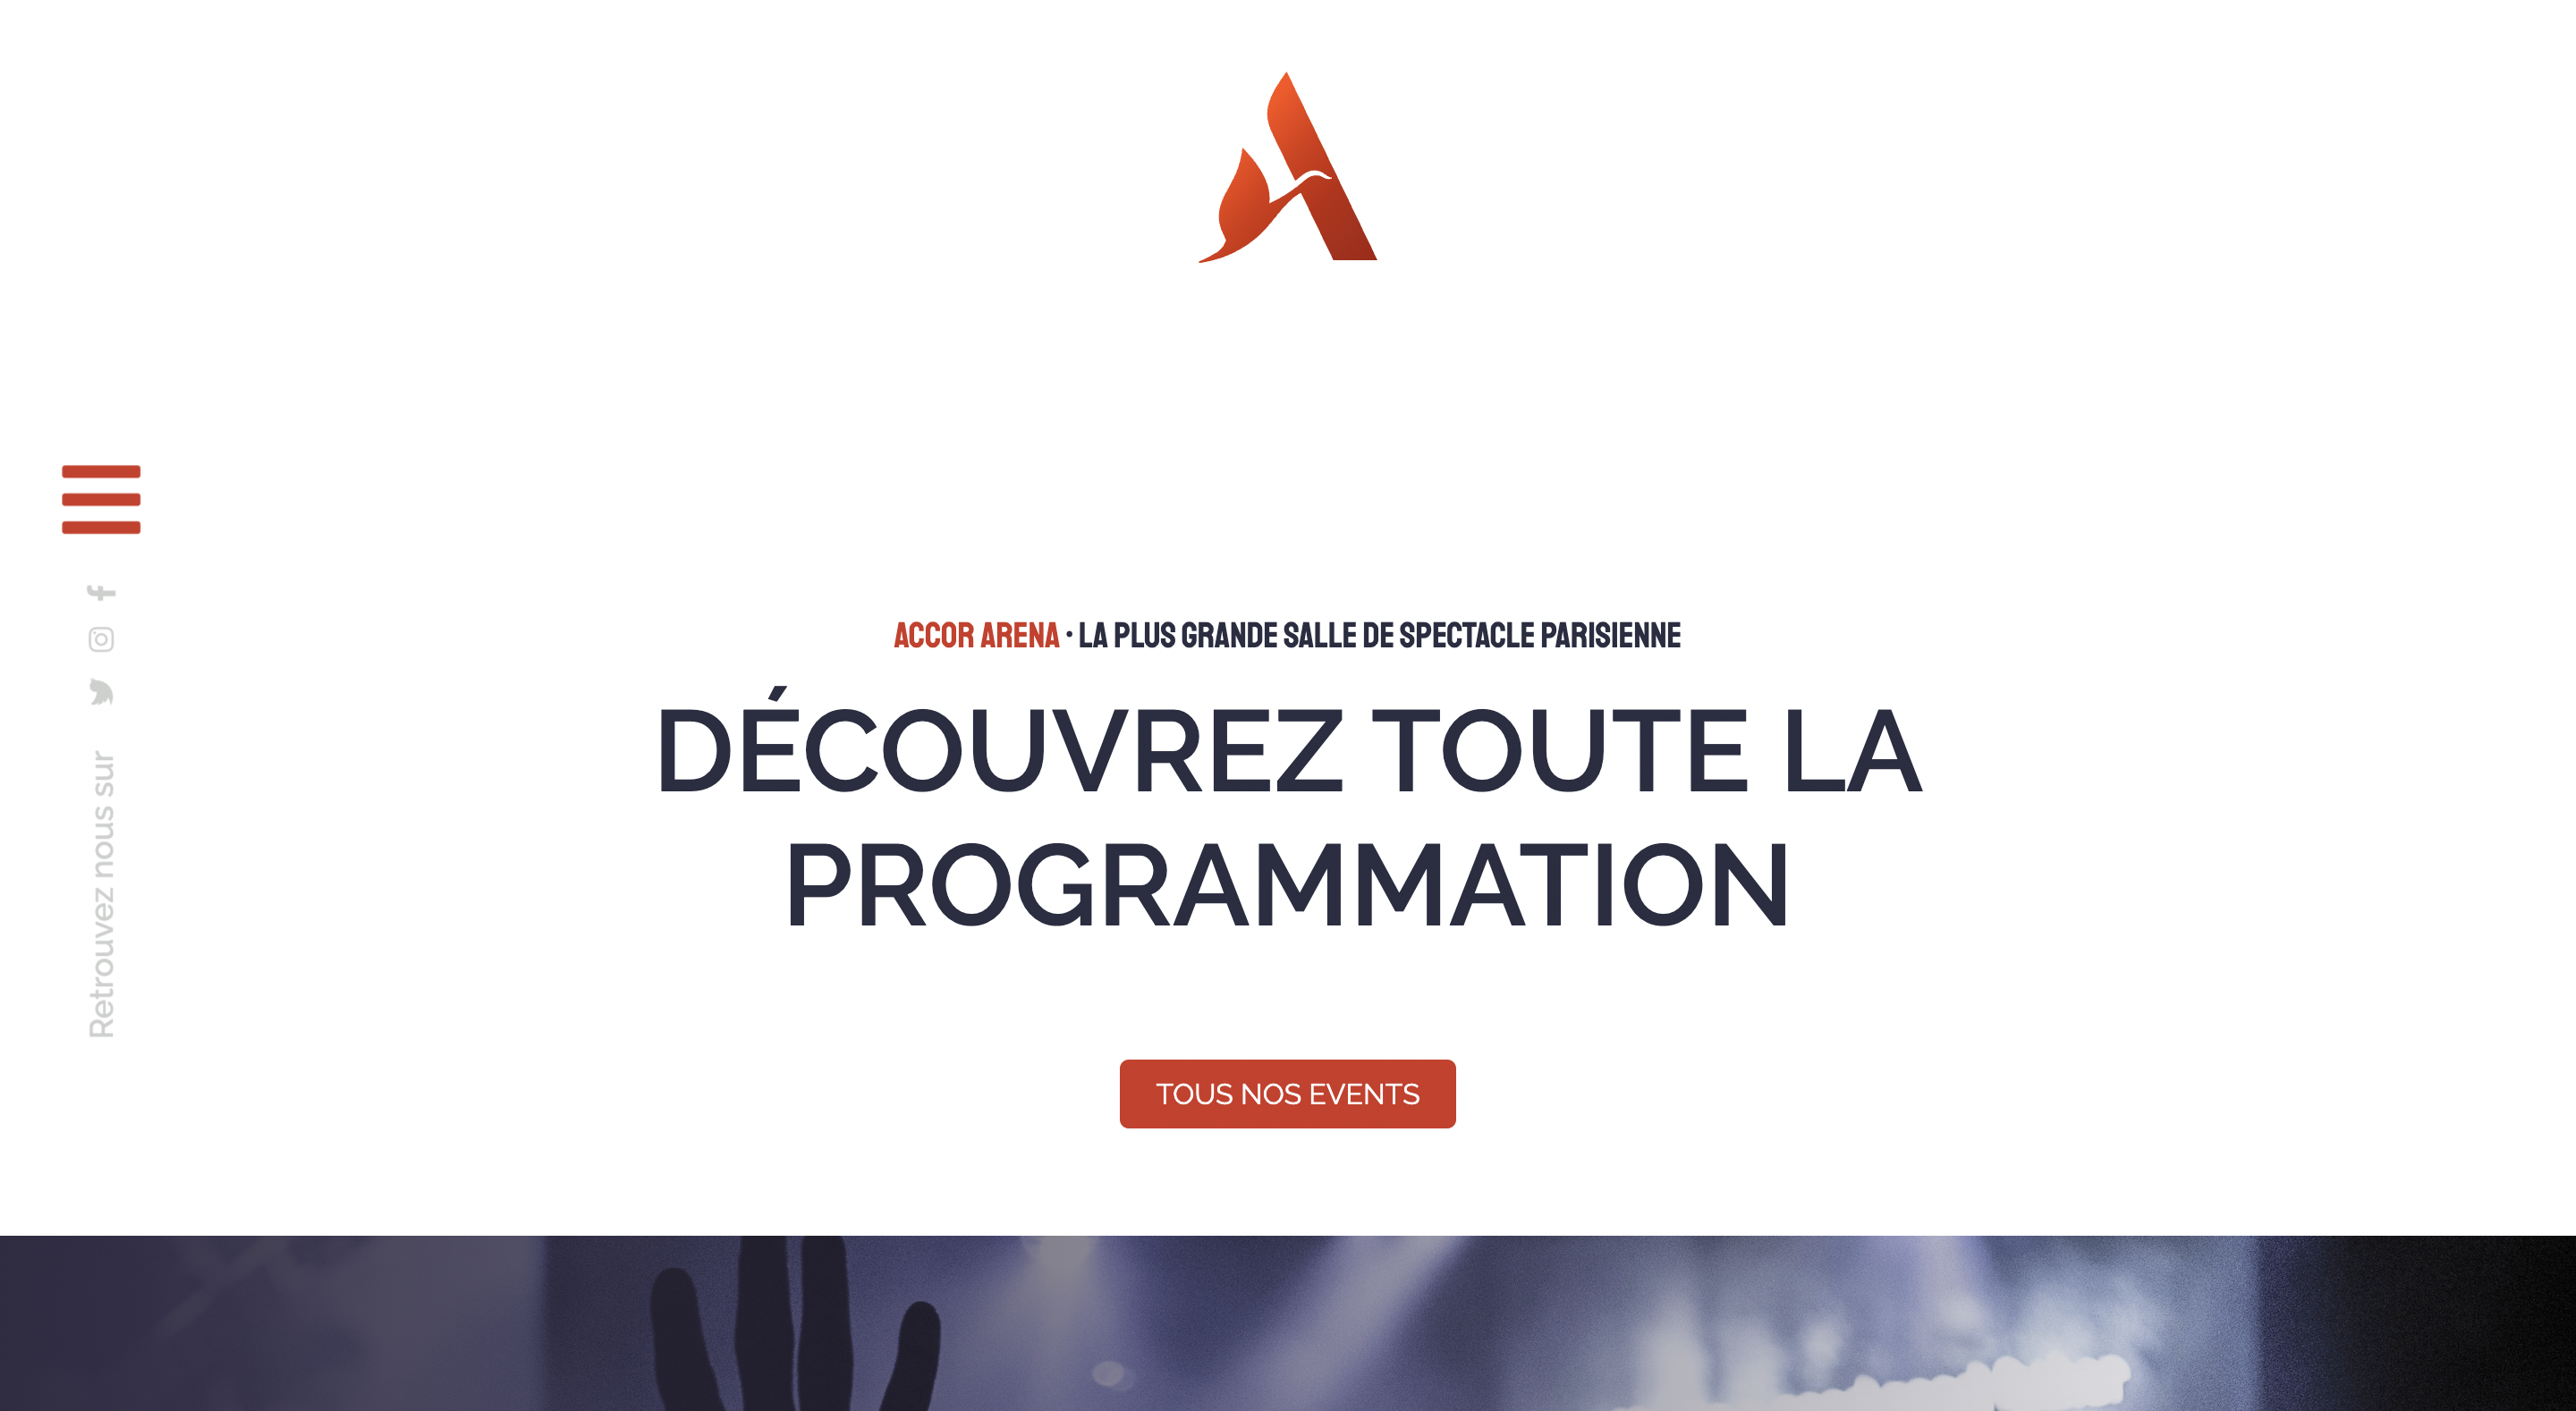 ACCOR ARENA • LA PLUS GRANDE SALLE DE SPECTACLE PARISIENNE
DÉCOUVREZ TOUTE LA
PROGRAMMATION
Retrouvez nous sur
TOUS NOS EVENTS